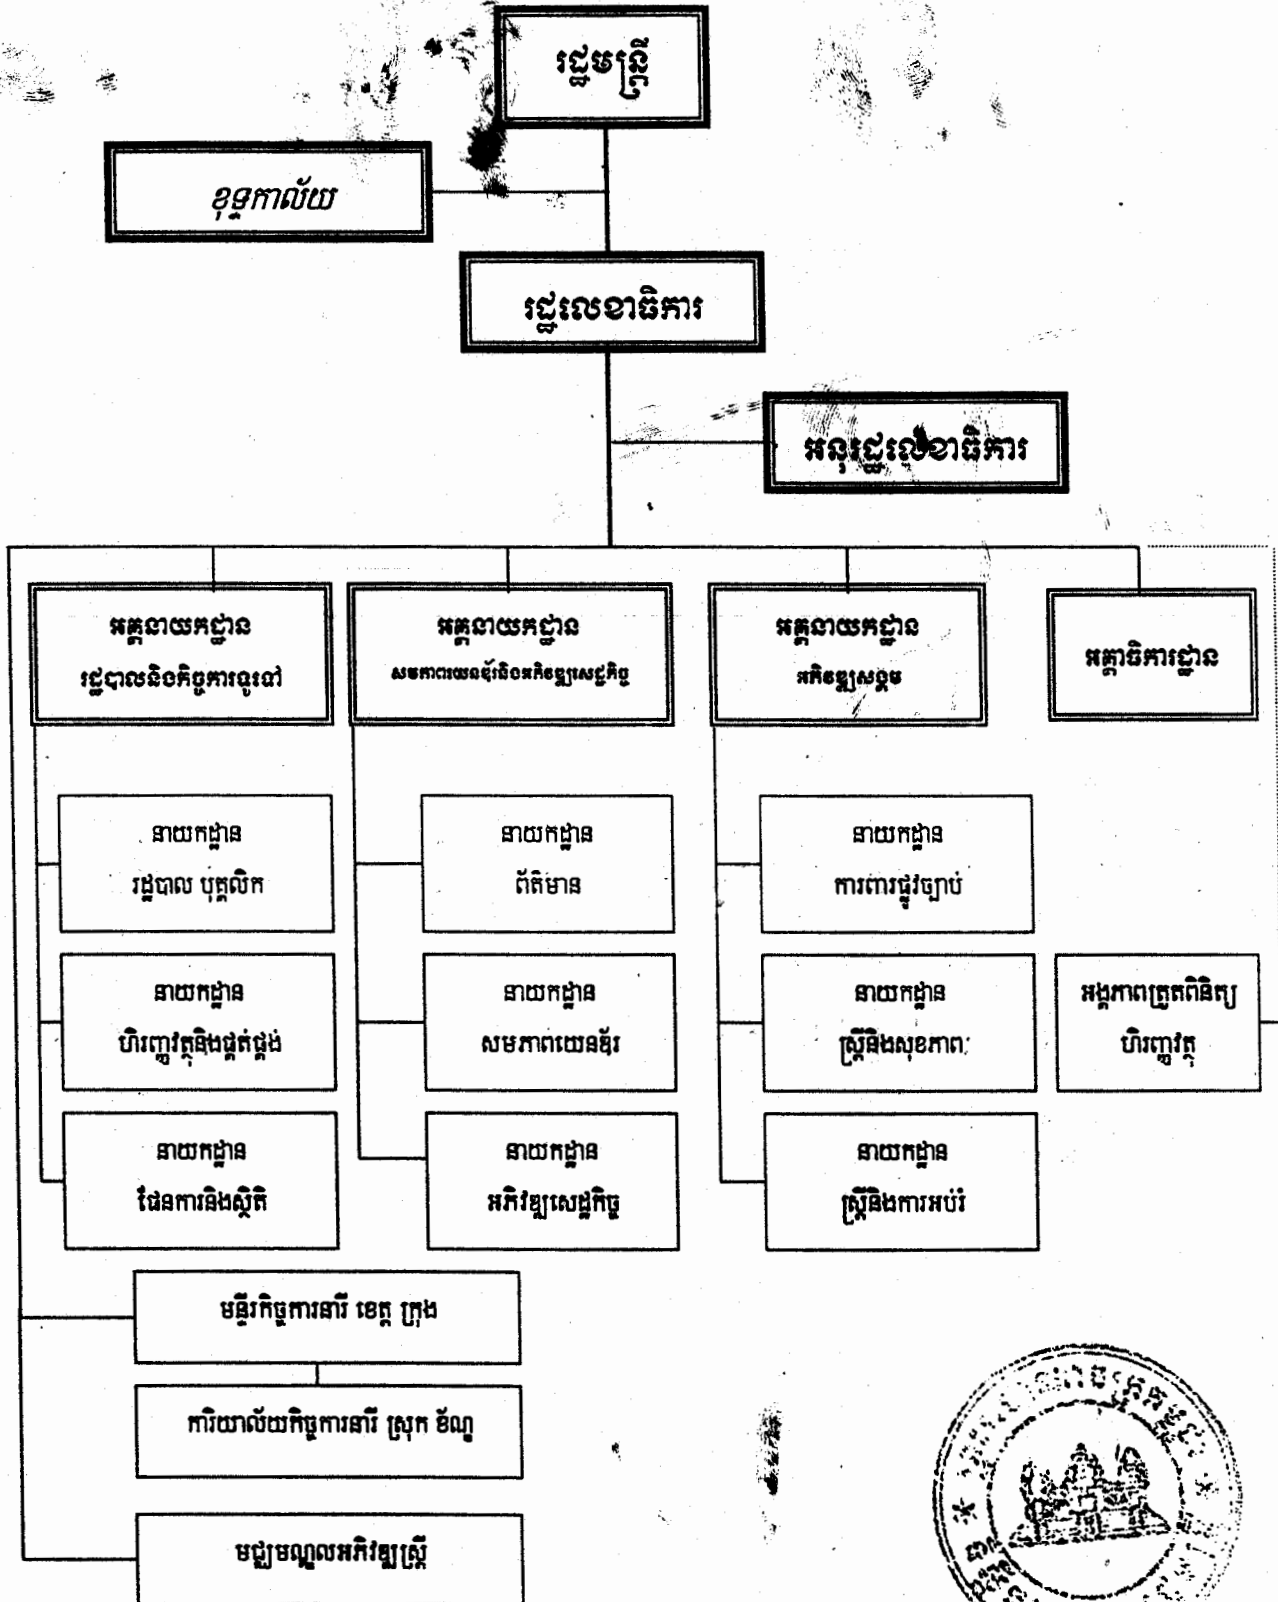 រដ្ឋមន្ត្រី
ខុទ្ទកាល័យ
រដ្ឋលេខាធិការ
អនុរដ្ឋលេខាធិការ
អគ្គនាយកដ្ឋាន
រដ្ឋបាលនិងកិច្ចការទូទៅ
អគ្គនាយកដ្ឋាន
សមភាពយេនឌ័រនិងអភិវឌ្ឍសេដ្ឋកិច្ច
អគ្គនាយកដ្ឋាន
អភិវឌ្ឍសង្គម
អគ្គាធិការដ្ឋាន
នាយកដ្ឋាន
រដ្ឋបាល បុគ្គលិក
នាយកដ្ឋាន
ព័ត៌មាន
នាយកដ្ឋាន
ការពារផ្លូវច្បាប់
នាយកដ្ឋាន
ហិរញ្ញវត្ថុនិងផ្គត់ផ្គង់
នាយកដ្ឋាន
សមភាពយេនឌ័រ
នាយកដ្ឋាន
ស្ត្រីនិងសុខភាព
អង្គភាពត្រួតពិនិត្យ
ហិរញ្ញវត្ថុ
នាយកដ្ឋាន
ផែនការនិងស្ថិតិ
នាយកដ្ឋាន
អភិវឌ្ឍសេដ្ឋកិច្ច
នាយកដ្ឋាន
ស្ត្រីនិងការអប់រំ
មន្ទីរកិច្ចការនារី ខេត្ត ក្រុង
ការិយាល័យកិច្ចការនារី ស្រុក ខ័ណ្ឌ
មជ្ឈមណ្ឌលអភិវឌ្ឍស្ត្រី